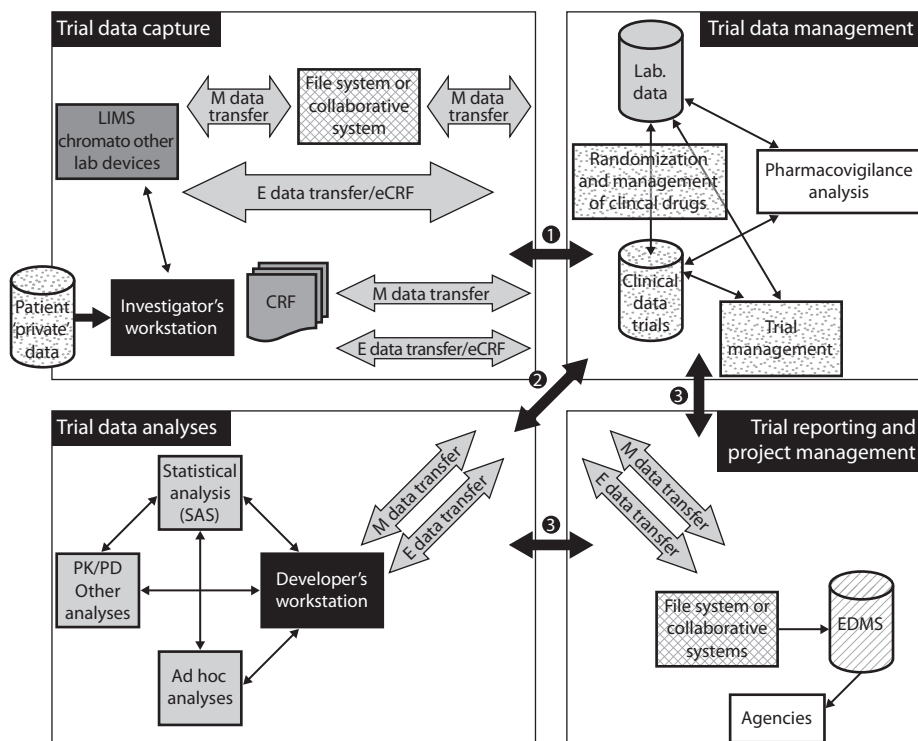 Trial data capture
M data
transfer
File system or
collaborative
system
M data
transfer
LIMS
chromato other
lab devices
E data transfer/eCRF
Patient
'private'
data
Investigator's
workstation
CRF
M data transfer
E data transfer/eCRF
Trial data management
Lab.
data
Randomization
and management
of clincal drugs
Pharmacovigilance
analysis
1
Clinical
data
trials
Trial
management
2
3
Trial data analyses
Statistical
analysis
(SAS)
PK/PD
Other
analyses
Developer's
workstation
Ad hoc
analyses
M data transfer
E data transfer
3
Trial reporting and
project management
M data transfer
E data transfer
File system or
collaborative
systems
EDMS
Agencies